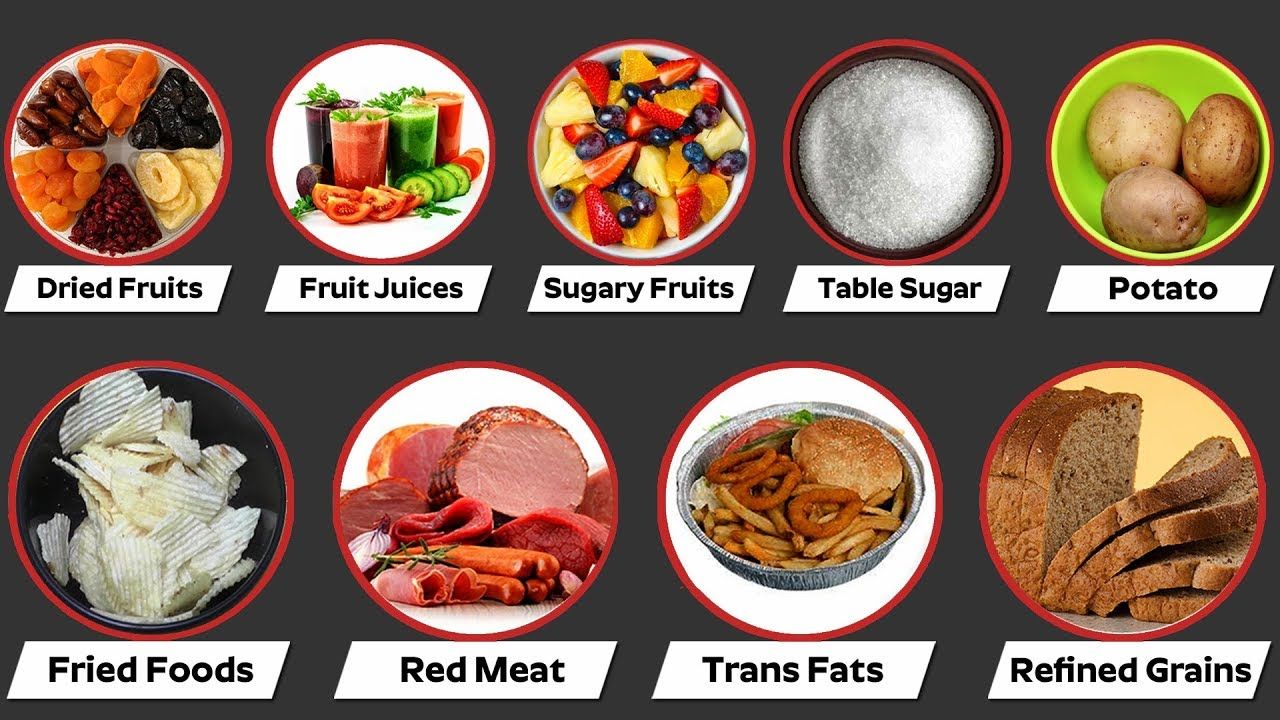 Dried Fruits
Fruit Juices
Sugary Fruits
Table Sugar
Potato
Fried Foods
Red Meat
Trans Fats
Refined Grains